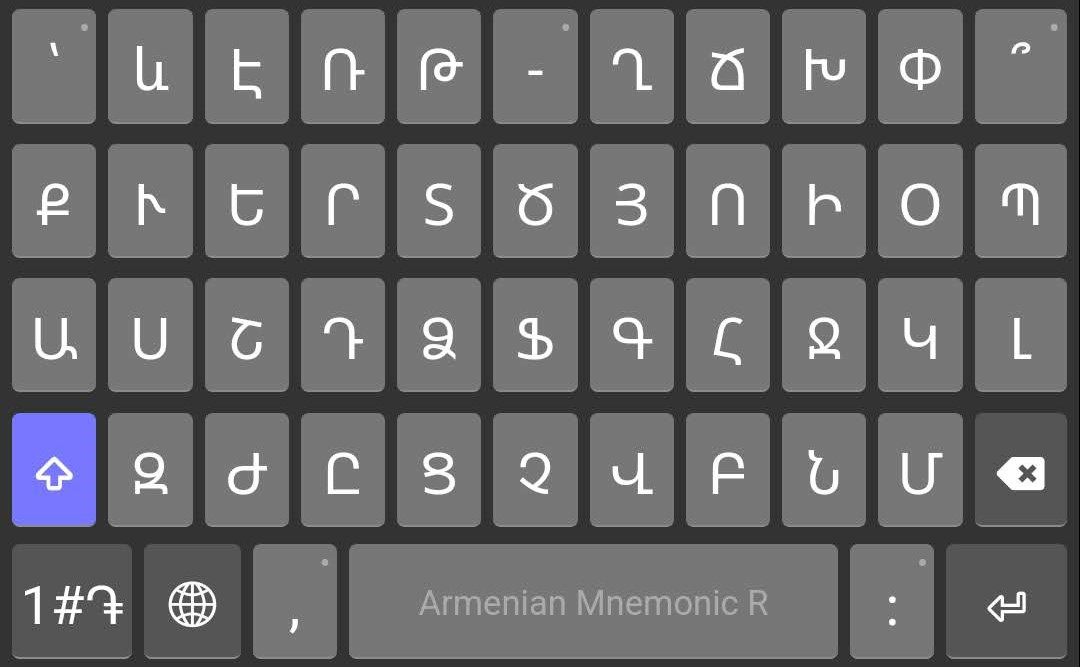 ՝ և Է Ռ Թ - Ղ Ճ Խ Փ ՞
Ք Ւ Ե Ր Տ Ծ Յ Ո Ի Օ Պ
Ա Ս Շ Դ Ձ Ֆ Գ Հ Ջ Կ Լ
Զ Ժ Ը Ց Չ Վ Բ Ն Մ
1#֏ , Armenian Mnemonic R :